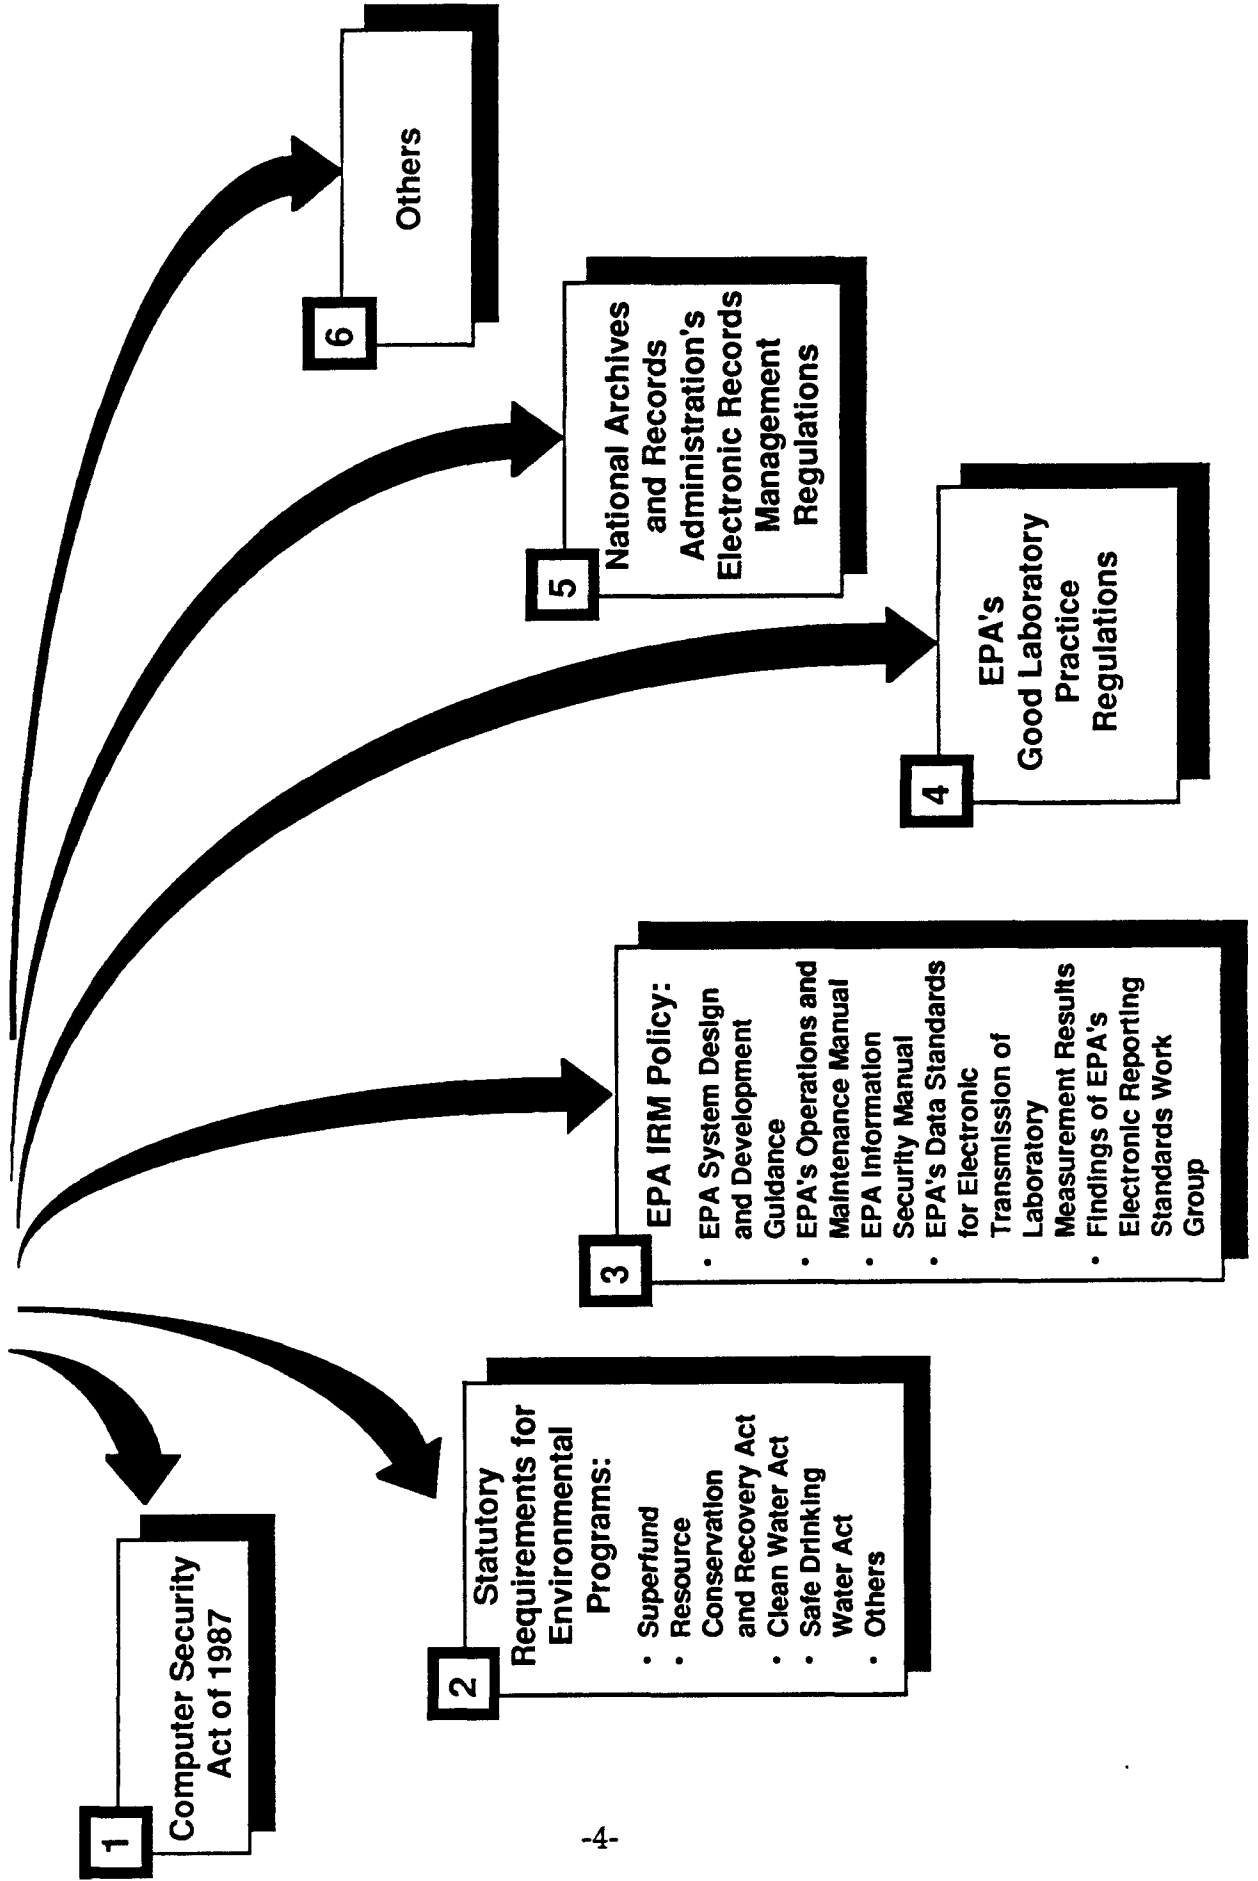 1
Computer Security
Act of 1987
2
Statutory
Requirements for
Environmental
Programs:
• Superfund
• Resource
Conservation
and Recovery Act
• Clean Water Act
• Safe Drinking
Water Act
• Others
3
EPA IRM Policy:
• EPA System Design
and Development
Guidance
• EPA's Operations and
Maintenance Manual
• EPA Information
Security Manual
• EPA's Data Standards
for Electronic
Transmission of
Laboratory
Measurement Results
• Findings of EPA's
Electronic Reporting
Standards Work
Group
4
EPA's
Good Laboratory
Practice
Regulations
5
National Archives
and Records
Administration's
Electronic Records
Management
Regulations
6
Others
-4-